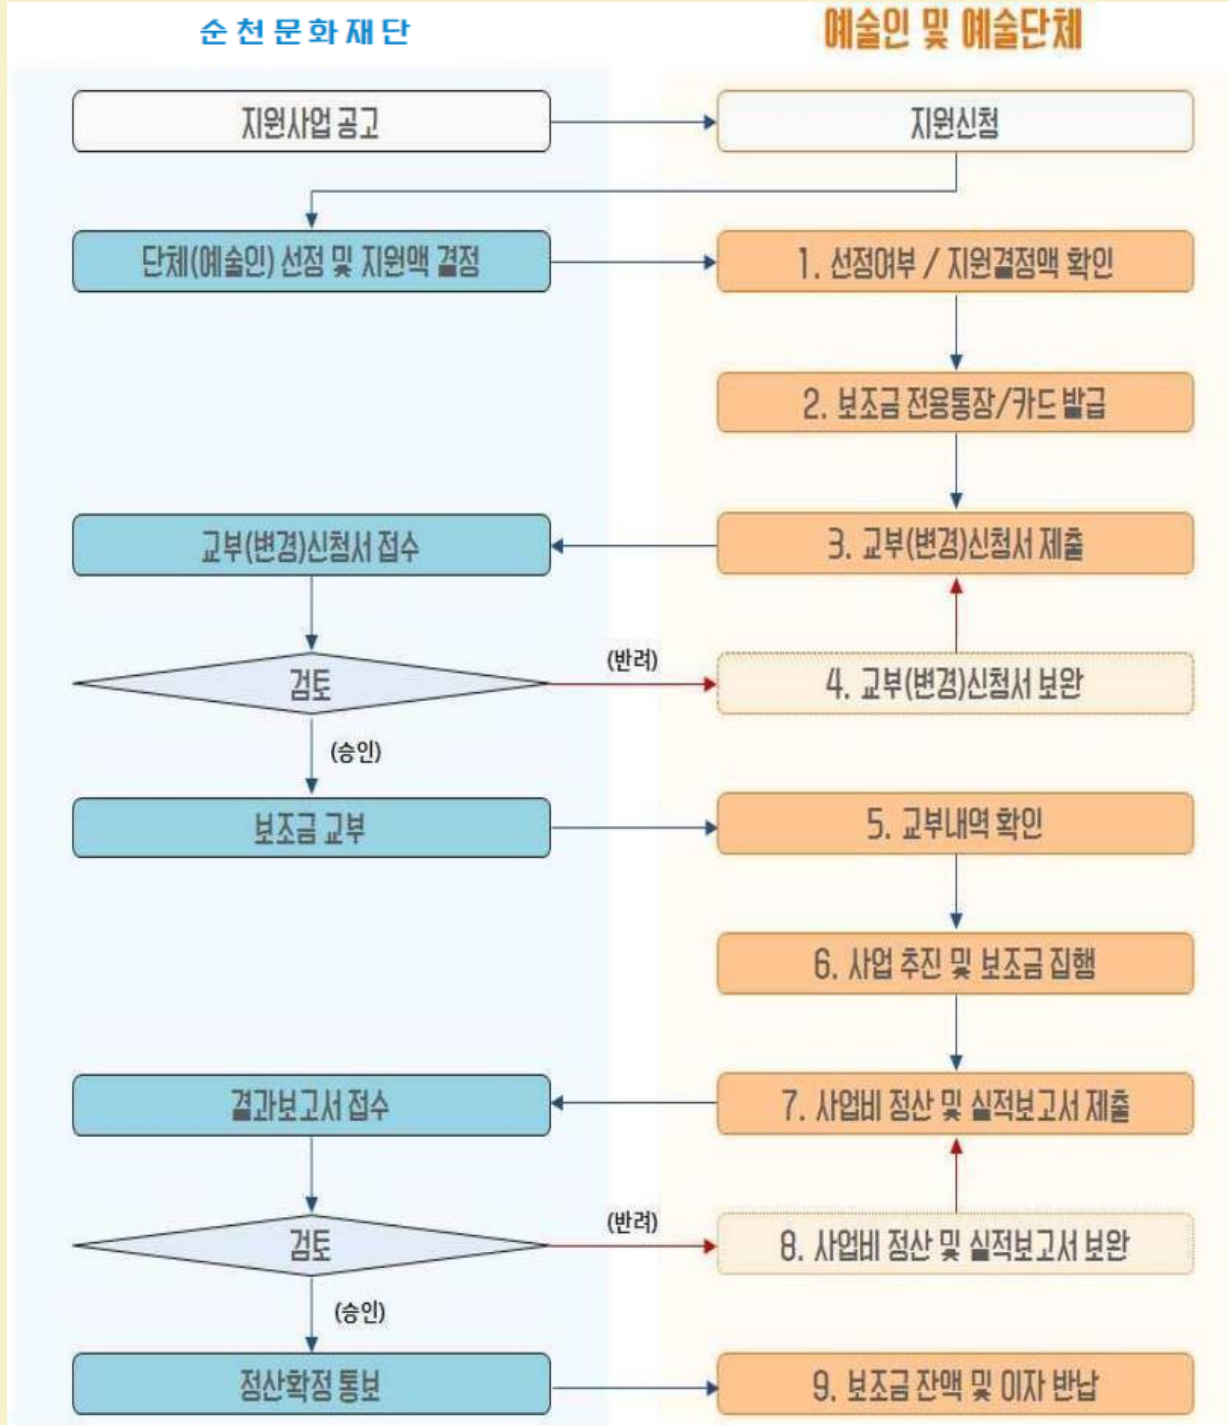 순천문화재단
예술인 및 예술단체
지원사업 공고
지원신청
단체(예술인) 선정 및 지원액 결정
1. 선정여부 / 지원결정액 확인
2. 보조금 전용통장/카드 발급
교부(변경)신청서 접수
3. 교부(변경)신청서 제출
검토
(반려)
4. 교부(변경)신청서 보완
(승인)
보조금 교부
5. 교부내역 확인
6. 사업 추진 및 보조금 집행
결과보고서 접수
7. 사업비 정산 및 실적보고서 제출
검토
(반려)
8. 사업비 정산 및 실적보고서 보완
(승인)
정산확정 통보
9. 보조금 잔액 및 이자 반납